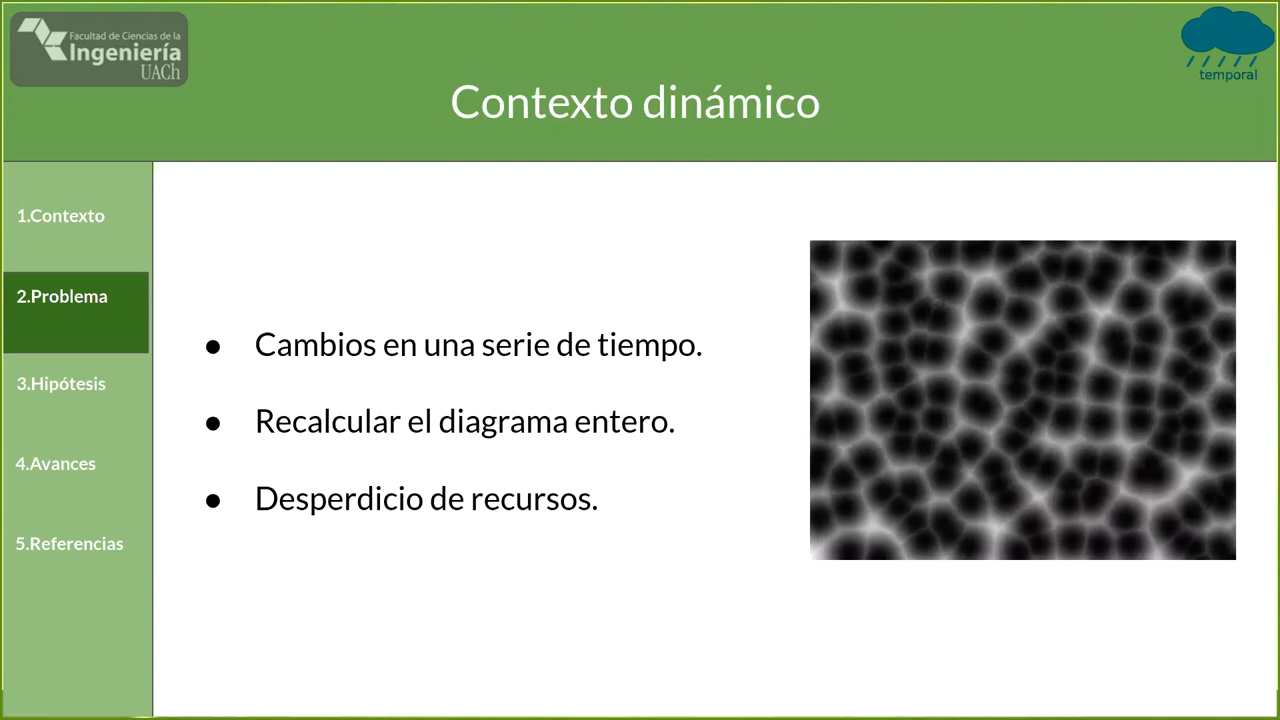 Facultad de Ciencias de la
Ingeniería
UACh
temporal
Contexto dinámico
1.Contexto
2.Problema
3.Hipótesis
4.Avances
5.Referencias
● Cambios en una serie de tiempo.
● Recalcular el diagrama entero.
● Desperdicio de recursos.